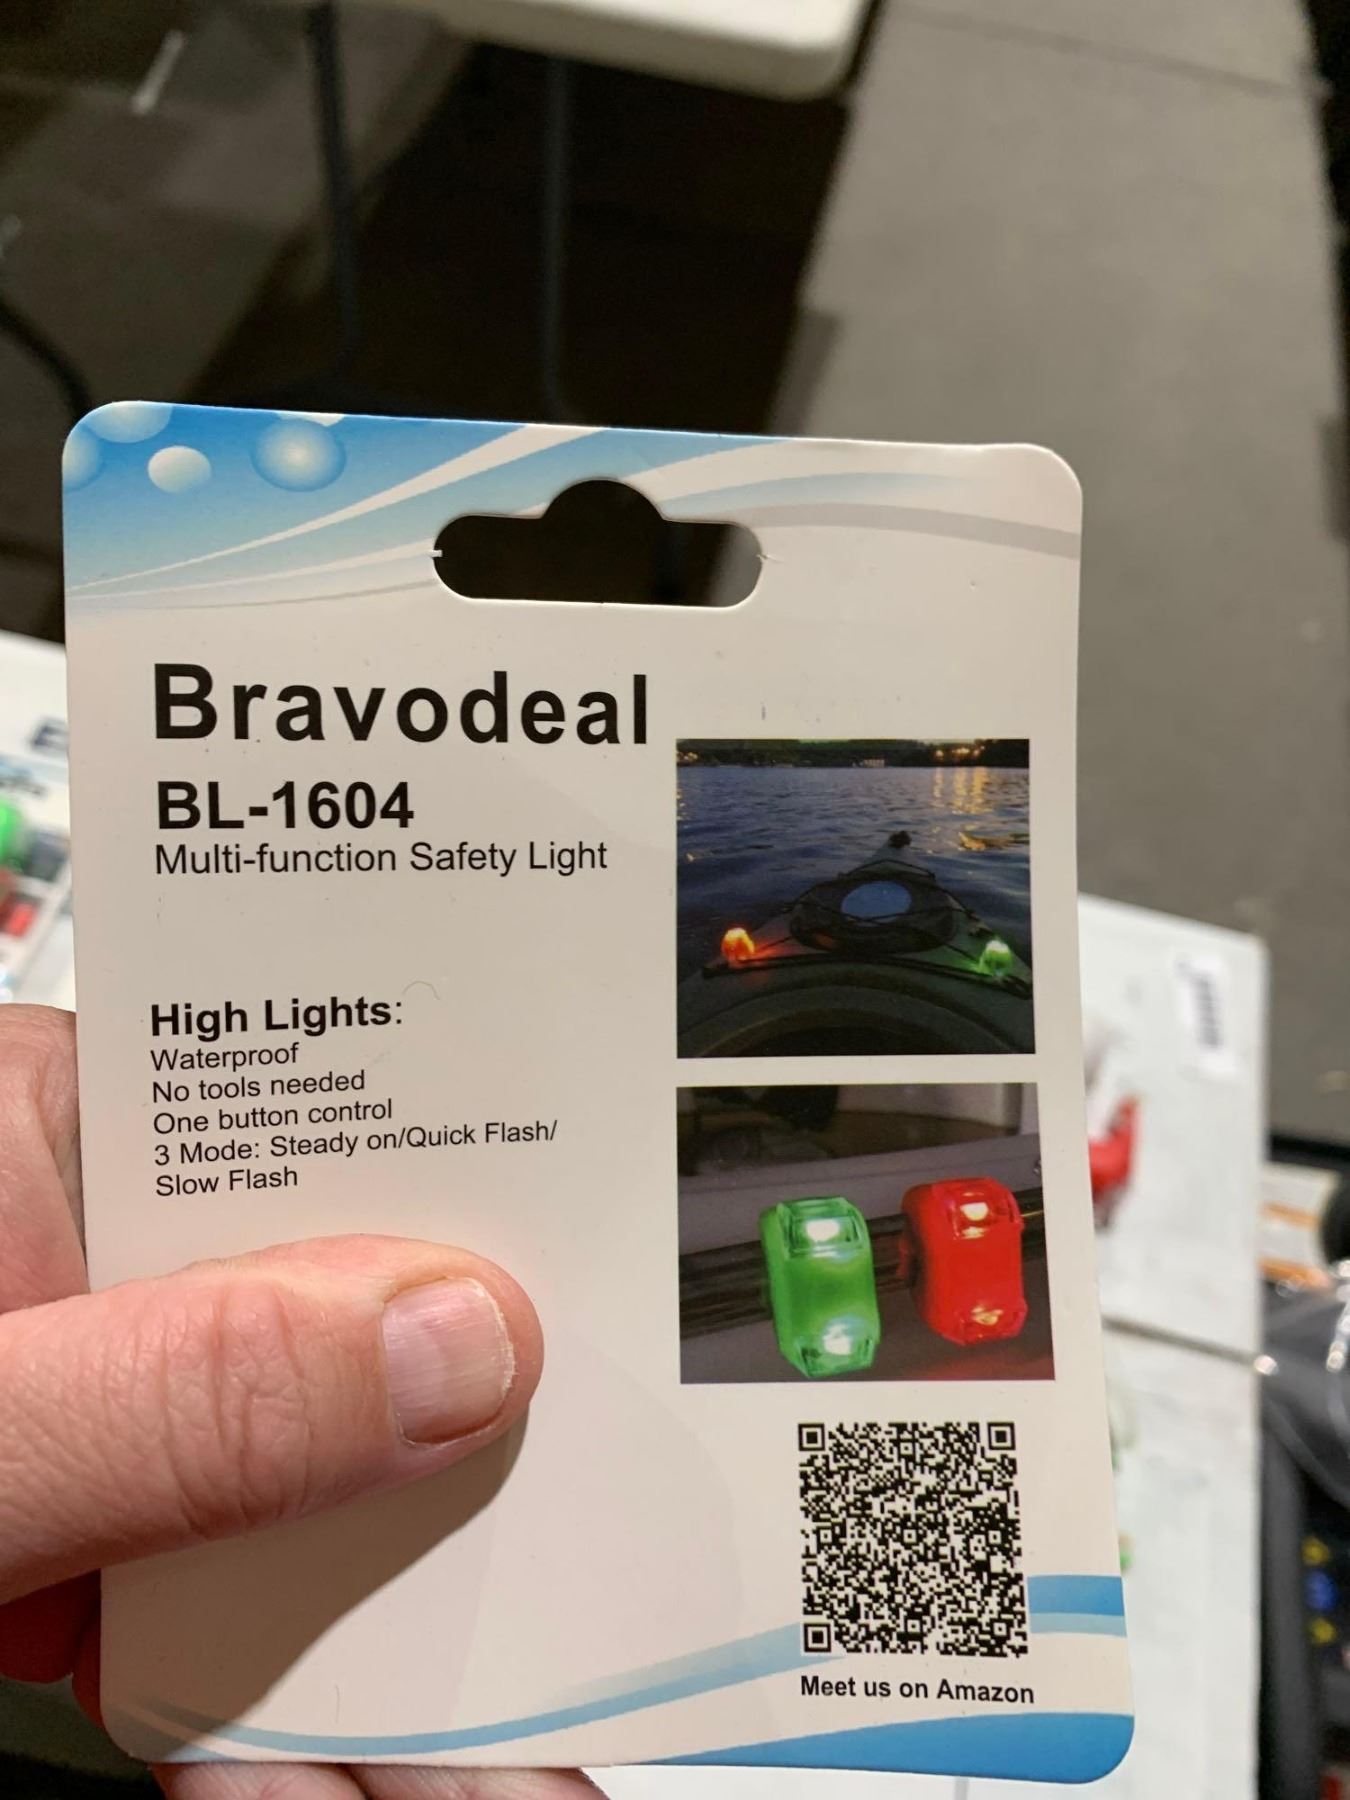 Bravodeal
BL-1604
Multi-function Safety Light
High Lights:
Waterproof
No tools needed
One button control
3 Mode: Steady on/Quick Flash/
Slow Flash
Meet us on Amazon